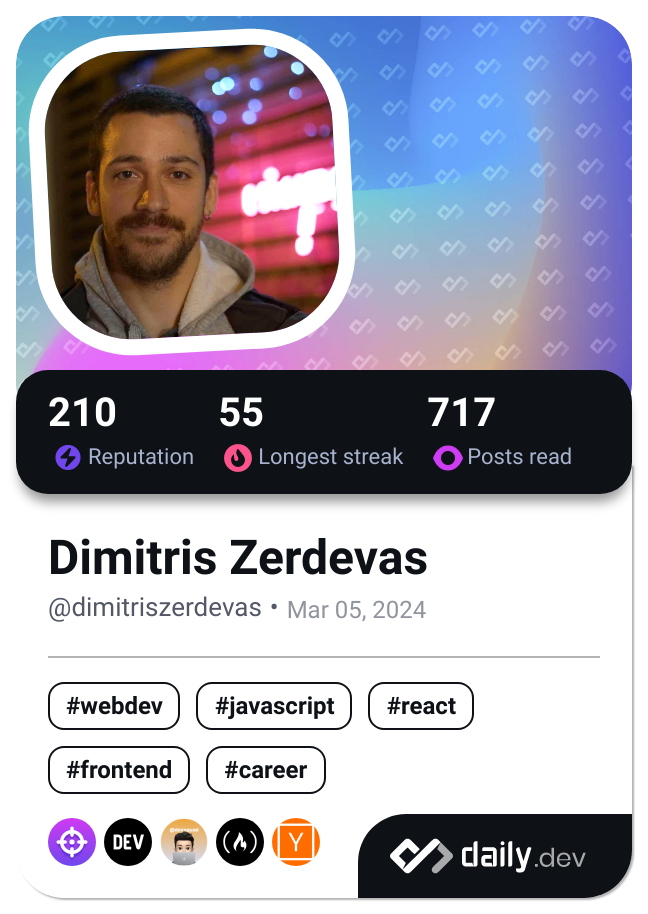 210 55 717
Reputation Longest streak Posts read
Dimitris Zerdevas
@dimitriszerdevas • Mar 05, 2024
#webdev #javascript #react
#frontend #career
DEV Y
daily.dev